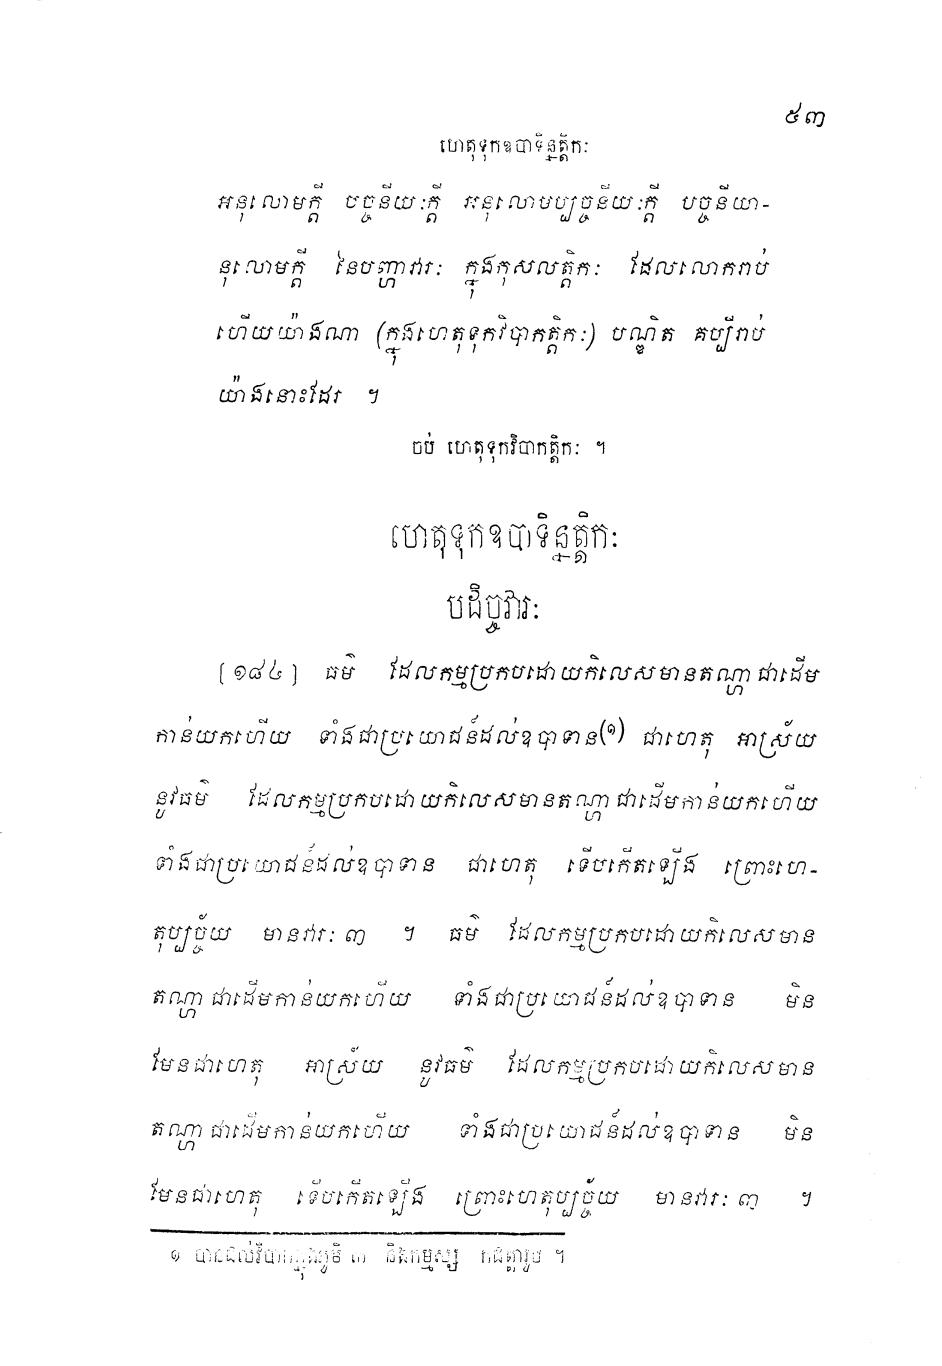 ៥៣
ហេតុទុកឧបាទិន្នត្តិកៈ
អនុលោមក្តី បច្ចនីយៈក្តី អនុលោមប្បច្ចនីយៈក្តី បច្ចនីយា-
នុលោមក្តី នៃបញ្ហាវារៈ ក្នុងកុសលត្តិកៈ ដែលលោករាប់
ហើយយ៉ាងណា (ក្នុងហេតុទុកវិបាកត្តិកៈ) បណ្ឌិត គប្បីរាប់
យ៉ាងនោះដែរ ។
ចប់ ហេតុទុកវិបាកត្តិកៈ ។
ហេតុទុកឧបាទិន្នត្តិកៈ
បដិច្ចវារៈ
[១៨៤] ធម៌ ដែលកម្មប្រកបដោយកិលេសមានតណ្ហាជាដើម
កាន់យកហើយ ទាំងជាប្រយោជន៍ដល់ឧបាទាន(១) ជាហេតុ អាស្រ័យ
នូវធម៌ ដែលកម្មប្រកបដោយកិលេសមានតណ្ហាជាដើមកាន់យកហើយ
ទាំងជាប្រយោជន៍ដល់ឧបាទាន ជាហេតុ ទើបកើតឡើង ព្រោះហេ-
តុប្បច្ច័យ មានវារៈ ៣ ។ ធម៌ ដែលកម្មប្រកបដោយកិលេសមាន
តណ្ហាជាដើមកាន់យកហើយ ទាំងជាប្រយោជន៍ដល់ឧបាទាន មិន
មែនជាហេតុ អាស្រ័យ នូវធម៌ ដែលកម្មប្រកបដោយកិលេសមាន
តណ្ហាជាដើមកាន់យកហើយ ទាំងជាប្រយោជន៍ដល់ឧបាទាន មិន
មែនជាហេតុ ទើបកើតឡើង ព្រោះហេតុប្បច្ច័យ មានវារៈ ៣ ។
១ បានដល់វិបាកក្នុងភូមិ ៣ និងកម្មស្ស កដត្តារូប ។